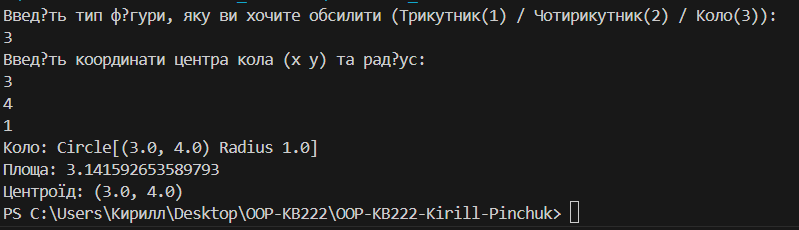 Введ?ть тип ф?гури, яку ви хочите обсилити (Трикутник(1) / Чотирикутник(2) / Коло(3)):
3
Введ?ть координати центра кола (x y) та рад?ус:
3
4
1
Коло: Circle[(3.0, 4.0) Radius 1.0]
Площа: 3.141592653589793
Центроїд: (3.0, 4.0)
PS C:\Users\Кирилл\Desktop\OOP-KB222\OOP-KB222-Kirill-Pinchuk>